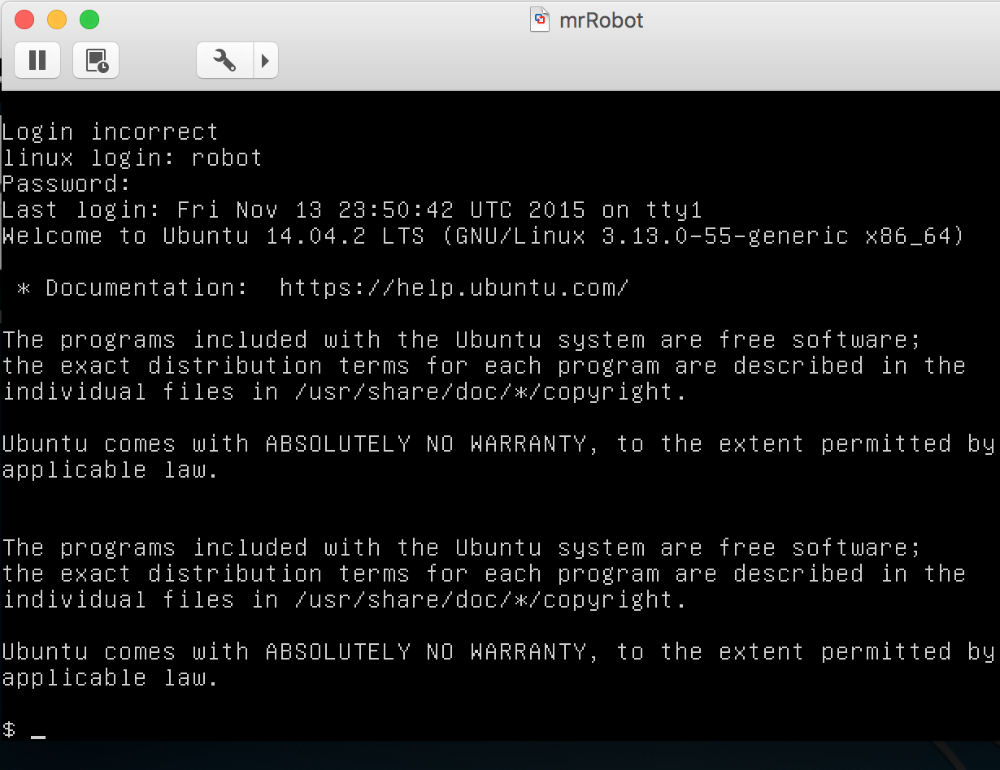 mrRobot
Login incorrect
linux login: robot
Password:
Last login: Fri Nov 13 23:50:42 UTC 2015 on tty1
Welcome to Ubuntu 14.04.2 LTS (GNU/Linux 3.13.0-55-generic x86_64)
* Documentation:  https://help.ubuntu.com/
The programs included with the Ubuntu system are free software;
the exact distribution terms for each program are described in the
individual files in /usr/share/doc/*/copyright.
Ubuntu comes with ABSOLUTELY NO WARRANTY, to the extent permitted by
applicable law.
The programs included with the Ubuntu system are free software;
the exact distribution terms for each program are described in the
individual files in /usr/share/doc/*/copyright.
Ubuntu comes with ABSOLUTELY NO WARRANTY, to the extent permitted by
applicable law.
$ _